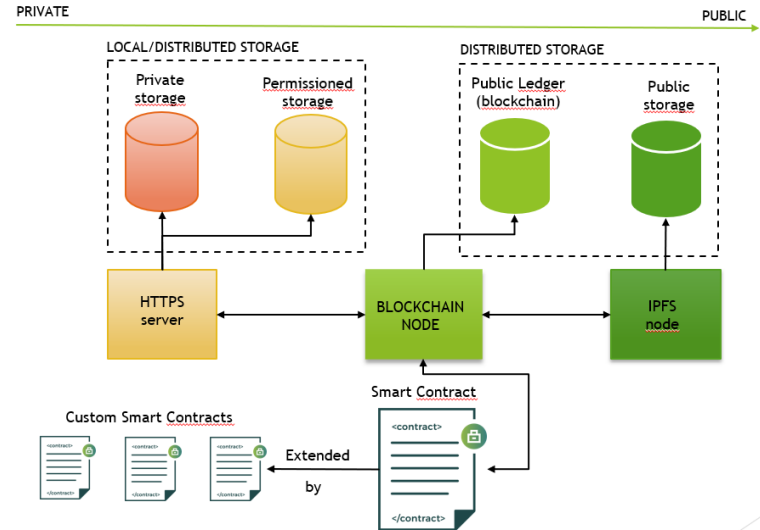 PRIVATE
PUBLIC
LOCAL/DISTRIBUTED STORAGE
DISTRIBUTED STORAGE
Private
storage
Permissioned
storage
Public Ledger
(blockchain)
Public
storage
HTTPS
server
BLOCKCHAIN
NODE
IPFS
node
Smart Contract
Custom Smart Contracts
<contract>
</contract>
<contract>
</contract>
<contract>
</contract>
Extended
by
<contract>
</contract>